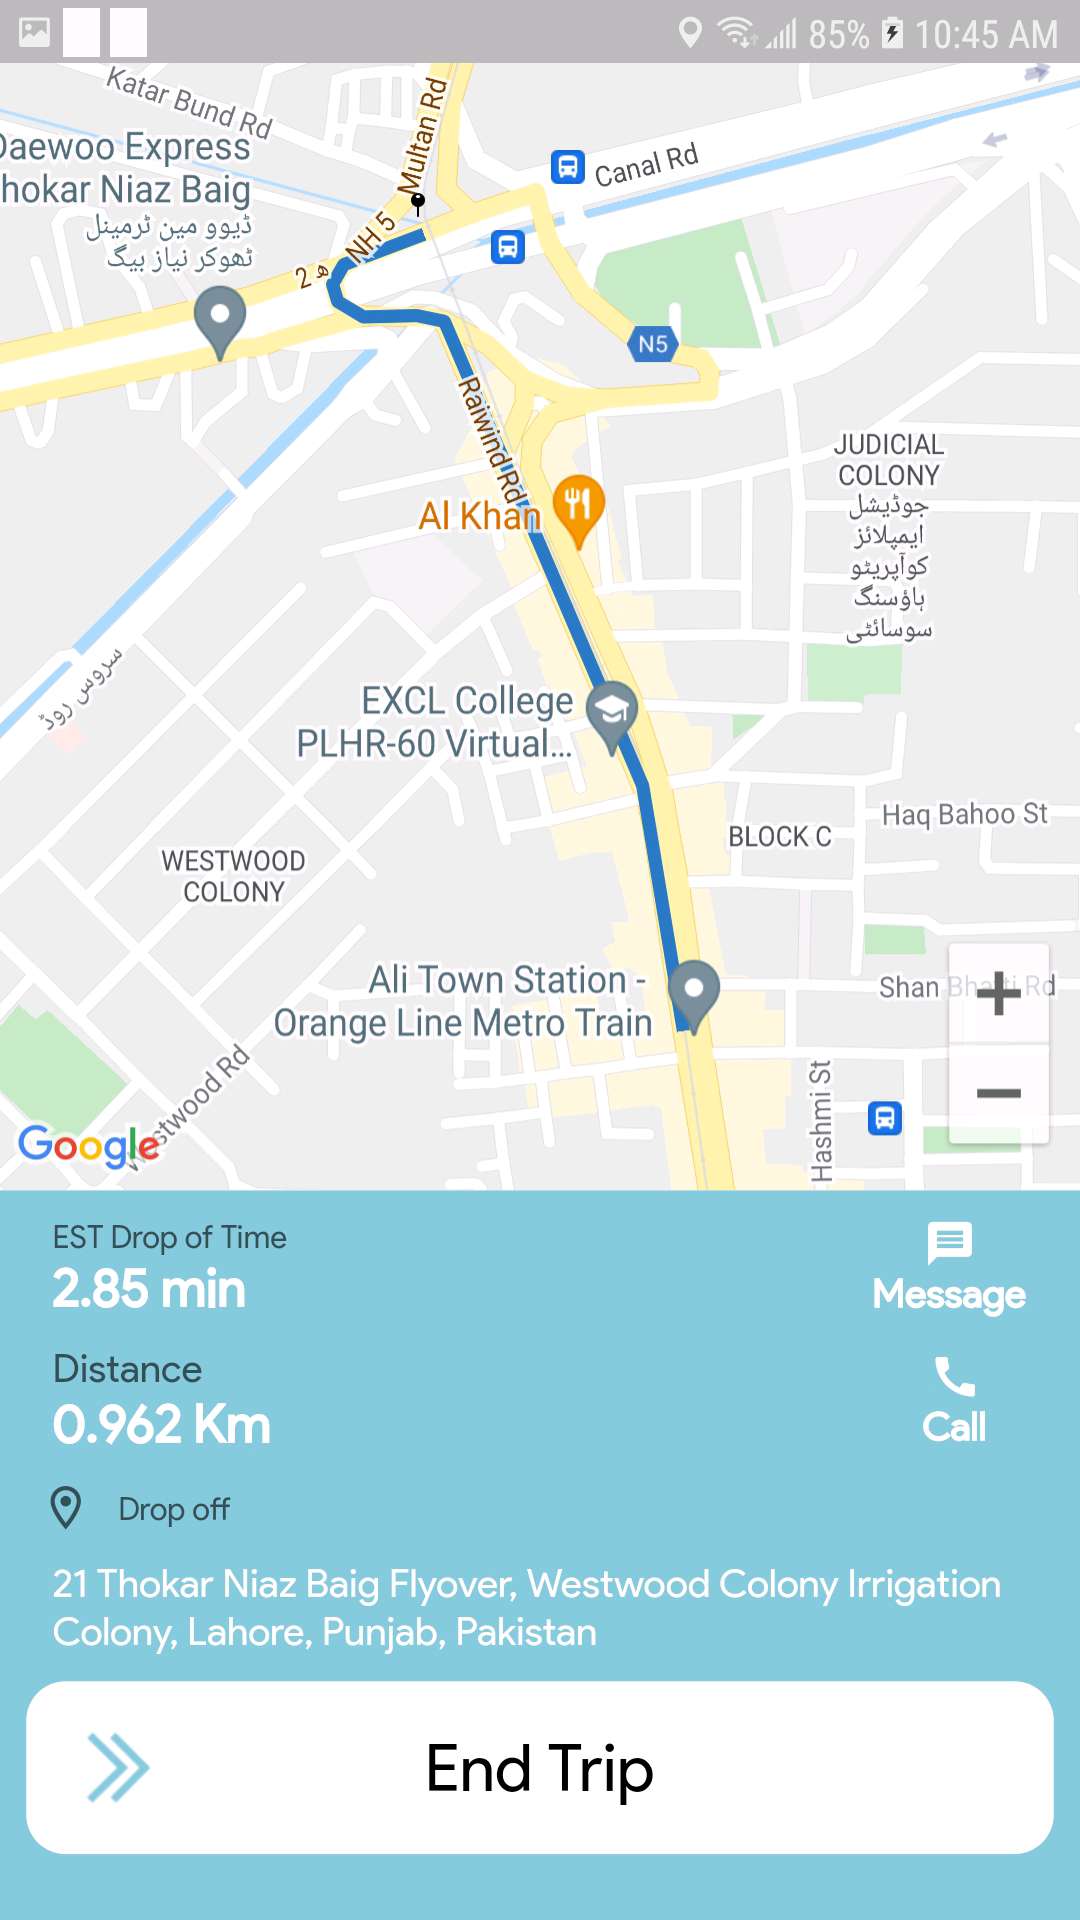 85% 10:45 AM
Katar Bund Rd
Multan Rd
Canal Rd
Daewoo Express
hokar Niaz Baig
ڈیوو مین ٹرمینل
ٹھوکر نیاز بیگ
NH 5
2
N5
Raiwind Rd
JUDICIAL
COLONY
جوڈیشل
ایمپلائز
کوآپریٹو
ہاؤسنگ
سوسائٹی
Al Khan
سروس روڈ
EXCL College
PLHR-60 Virtual...
Haq Bahoo St
BLOCK C
WESTWOOD
COLONY
Ali Town Station -
Orange Line Metro Train
Shan Bhatti Rd
Hashmi St
Westwood Rd
Google
EST Drop of Time
2.85 min
Message
Distance
0.962 Km
Call
Drop off
21 Thokar Niaz Baig Flyover, Westwood Colony Irrigation
Colony, Lahore, Punjab, Pakistan
End Trip